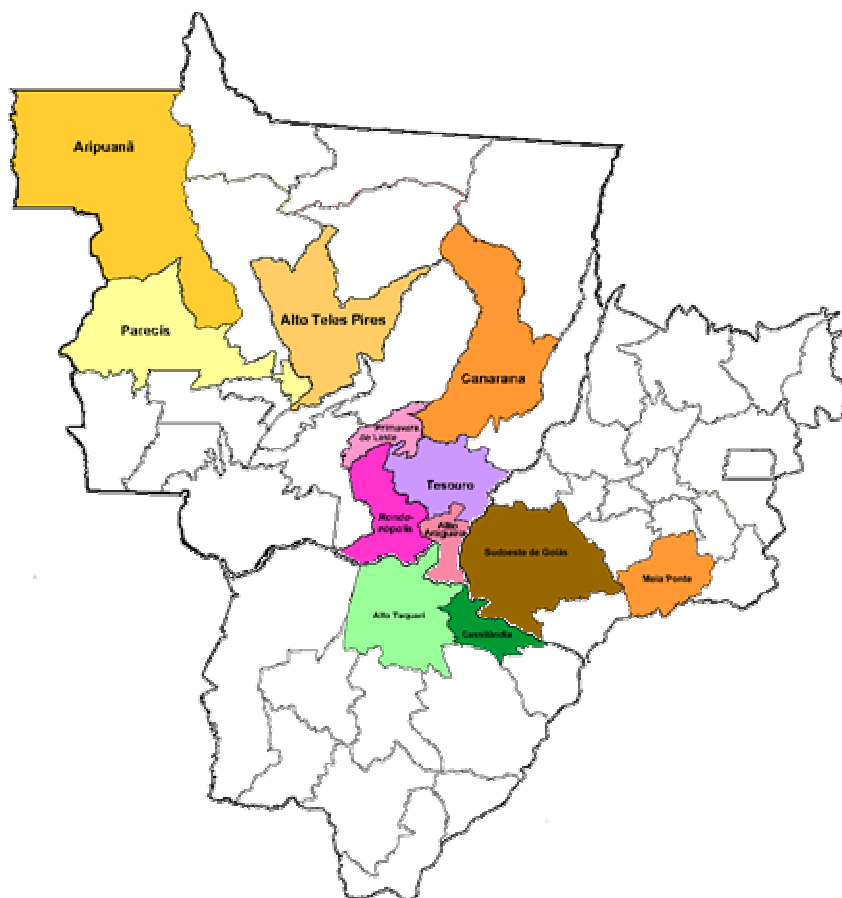 Aripuanã
Alto Teles Pires
Parecis
Canarana
Primavera
do Leste
Tesouro
Rondo-
nópolis
Alto
Araguaia
Sudoeste de Goiás
Meia Ponte
Alto Taquari
Cassilândia